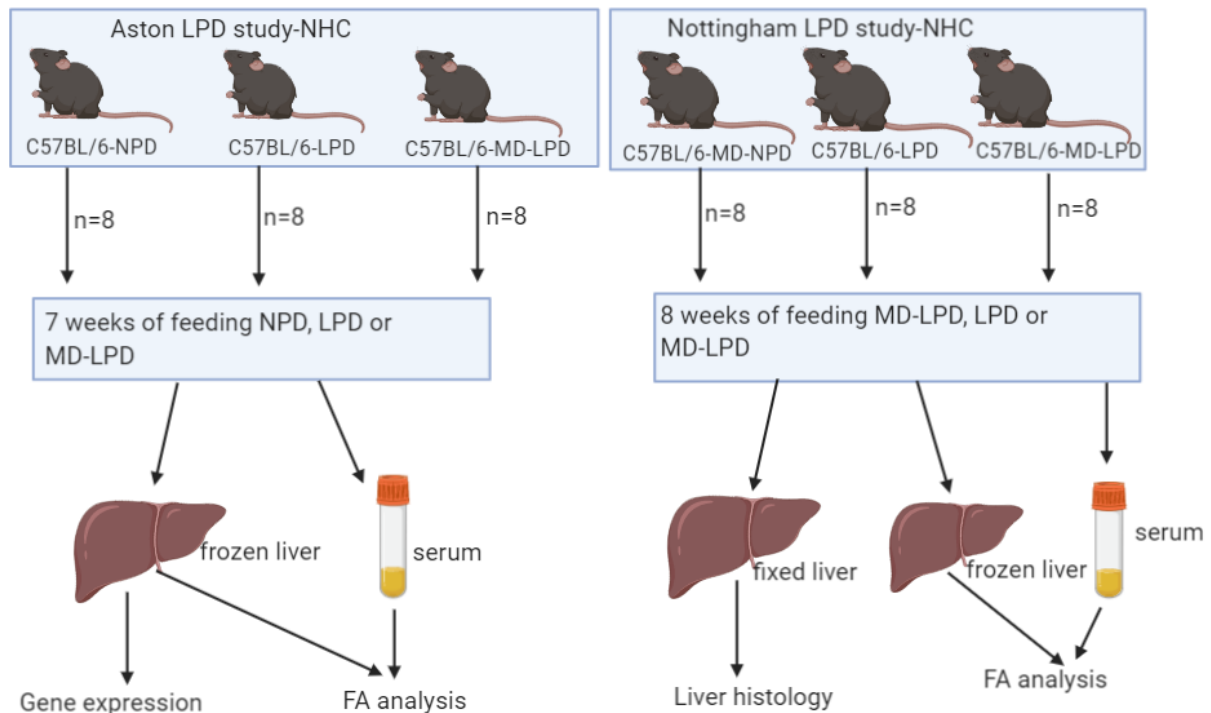 Aston LPD study-NHC
C57BL/6-NPD
C57BL/6-LPD
C57BL/6-MD-LPD
n=8
n=8
n=8
7 weeks of feeding NPD, LPD or
MD-LPD
frozen liver
serum
Gene expression
FA analysis
Nottingham LPD study-NHC
C57BL/6-MD-NPD
C57BL/6-LPD
C57BL/6-MD-LPD
n=8
n=8
n=8
8 weeks of feeding MD-LPD, LPD or
MD-LPD
fixed liver
frozen liver
serum
Liver histology
FA analysis